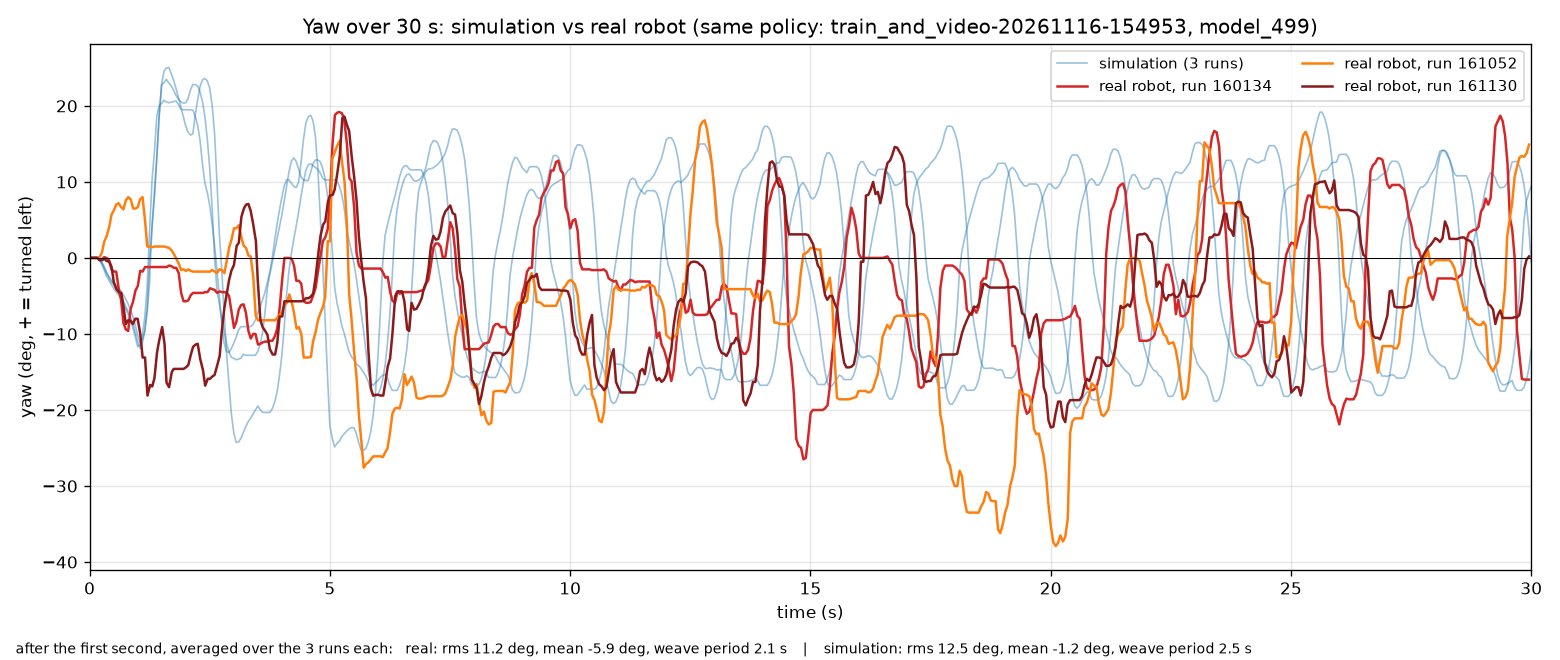 Yaw over 30 s: simulation vs real robot (same policy: train_and_video-20261116-154953, model_499)
simulation (3 runs)
real robot, run 160134
real robot, run 161052
real robot, run 161130
yaw (deg, + = turned left)
20
10
0
−10
−20
−30
−40
0 5 10 15 20 25 30
time (s)
after the first second, averaged over the 3 runs each: real: rms 11.2 deg, mean -5.9 deg, weave period 2.1 s | simulation: rms 12.5 deg, mean -1.2 deg, weave period 2.5 s